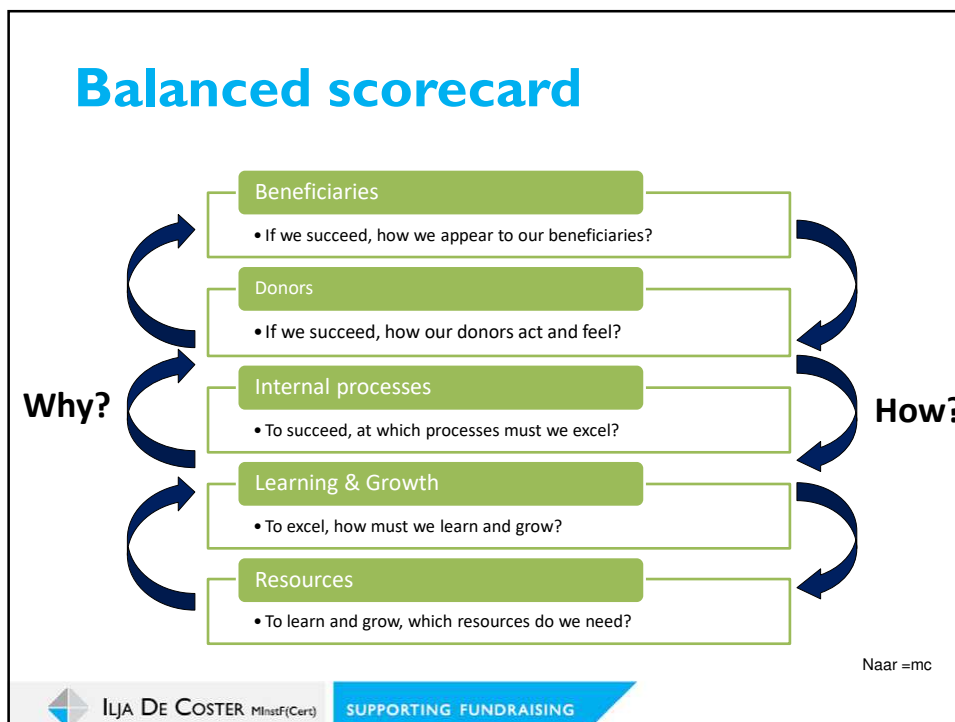 Balanced scorecard
Beneficiaries
• If we succeed, how we appear to our beneficiaries?
Donors
• If we succeed, how our donors act and feel?
Internal processes
Why?
How?
• To succeed, at which processes must we excel?
Learning & Growth
• To excel, how must we learn and grow?
Resources
• To learn and grow, which resources do we need?
Naar =mc
ILJA DE COSTER MInstF(Cert)
SUPPORTING FUNDRAISING